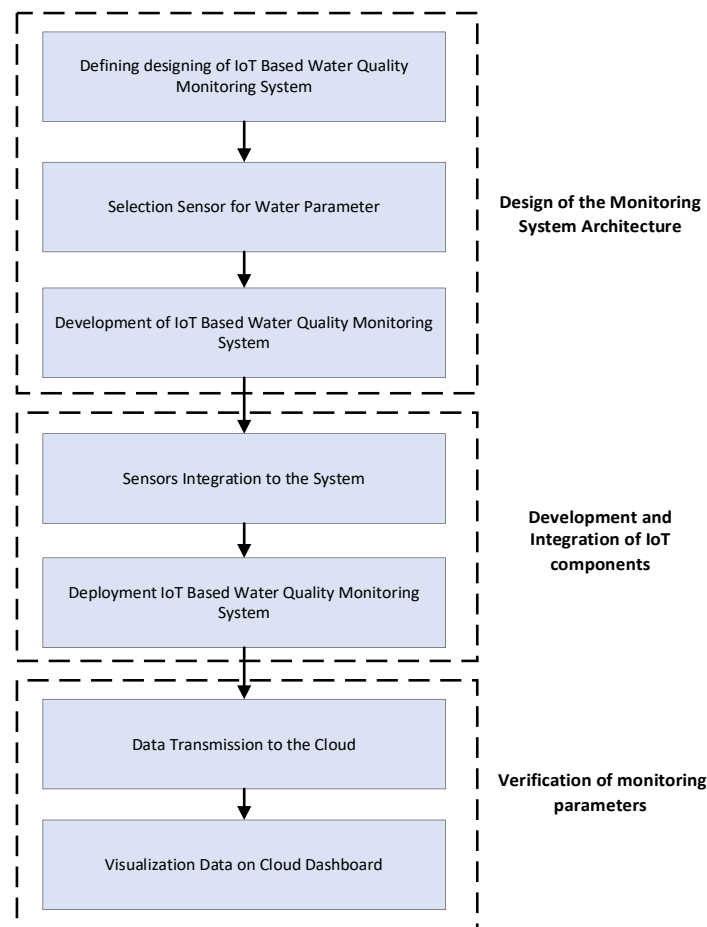 Defining designing of IoT Based Water Quality
Monitoring System
Selection Sensor for Water Parameter
Development of IoT Based Water Quality Monitoring
System
Design of the Monitoring
System Architecture
Sensors Integration to the System
Deployment IoT Based Water Quality Monitoring
System
Development and
Integration of IoT
components
Data Transmission to the Cloud
Visualization Data on Cloud Dashboard
Verification of monitoring
parameters